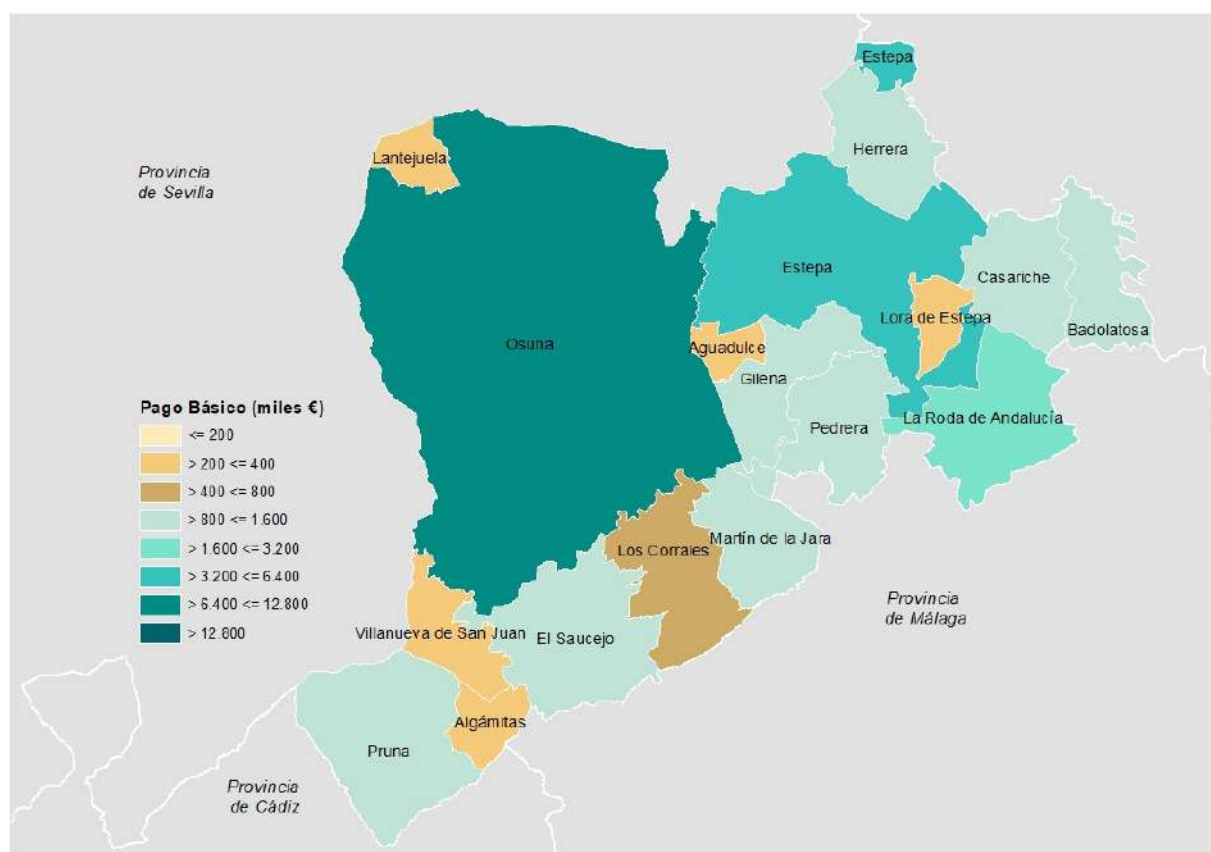 Estepa
Herrera
Lantejuela
Provincia
de Sevilla
Estepa
Casariche
Lora de Estepa
Badolatosa
Osuna
Aguadulce
Gilena
La Roda de Andalucía
Pedrera
Pago Básico (miles €)
<= 200
> 200 <= 400
> 400 <= 800
> 800 <= 1.600
> 1.600 <= 3.200
> 3.200 <= 6.400
> 6.400 <= 12.800
> 12.800
Martín de la Jara
Los Corrales
Provincia
de Málaga
Villanueva de San Juan
El Saucejo
Algámitas
Pruna
Provincia
de Cádiz